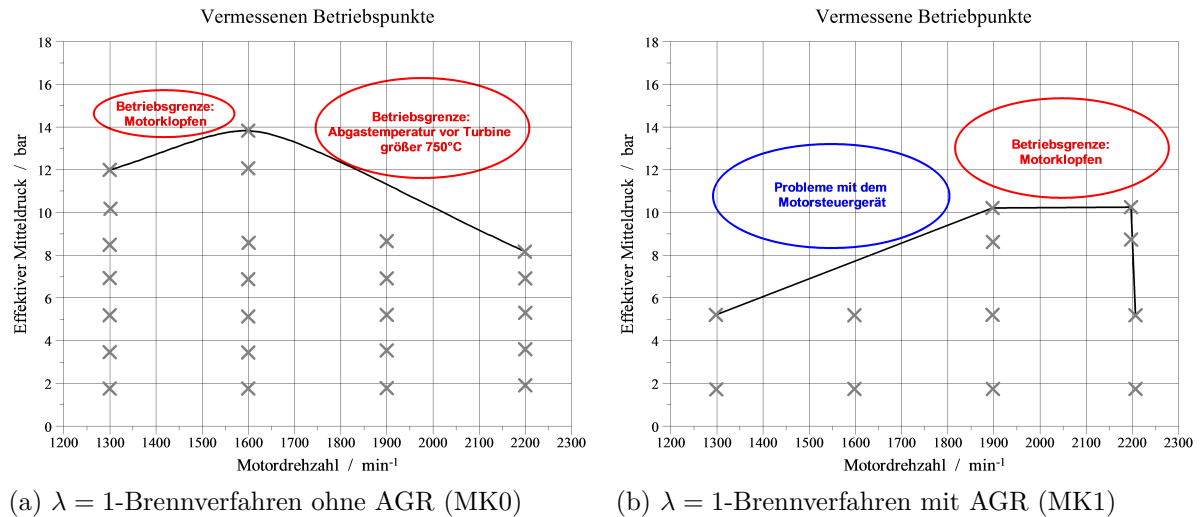 Vermessenen Betriebspunkte
18
16
14
12
10
8
6
4
2
0
Effektiver Mitteldruck / bar
Betriebsgrenze:
Motorklopfen
Betriebsgrenze:
Abgastemperatur vor Turbine
größer 750°C
1200 1300 1400 1500 1600 1700 1800 1900 2000 2100 2200 2300
Motordrehzahl / min-1
(a) λ = 1-Brennverfahren ohne AGR (MK0)
Vermessene Betriebpunkte
18
16
14
12
10
8
6
4
2
0
Effektiver Mitteldruck / bar
Probleme mit dem
Motorsteuergerät
Betriebsgrenze:
Motorklopfen
1200 1300 1400 1500 1600 1700 1800 1900 2000 2100 2200 2300
Motordrehzahl / min-1
(b) λ = 1-Brennverfahren mit AGR (MK1)